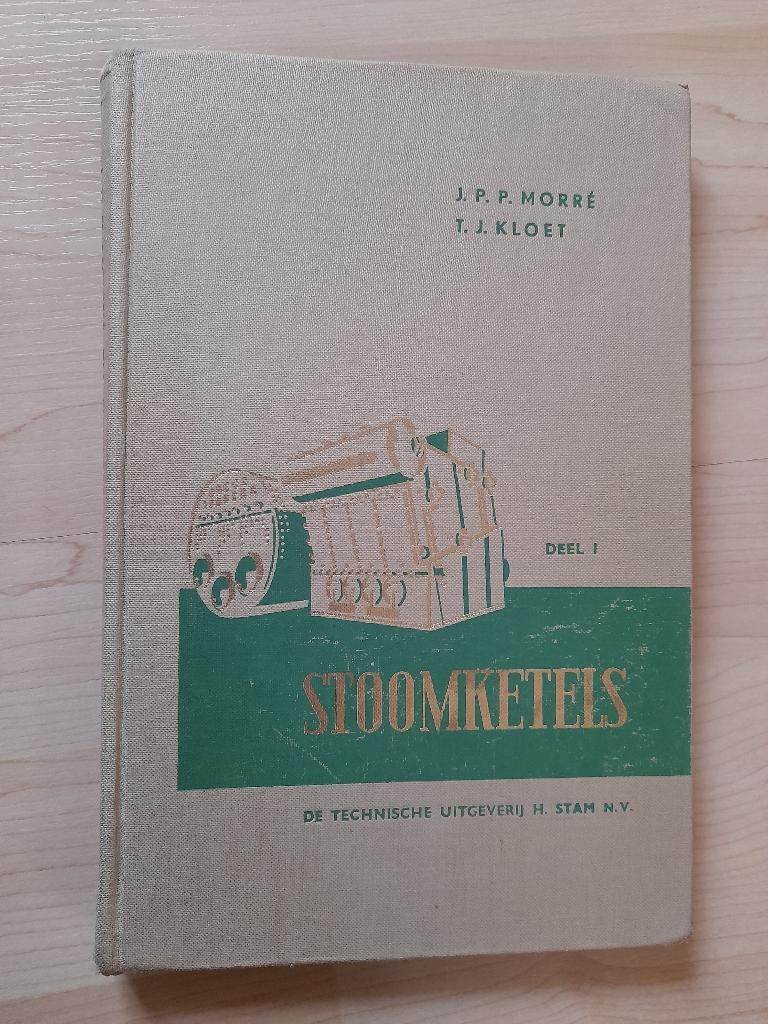 J. P. P. MORRÉ
T. J. KLOET
DEEL I
STOOMKETELS
DE TECHNISCHE UITGEVERIJ H. STAM N.V.